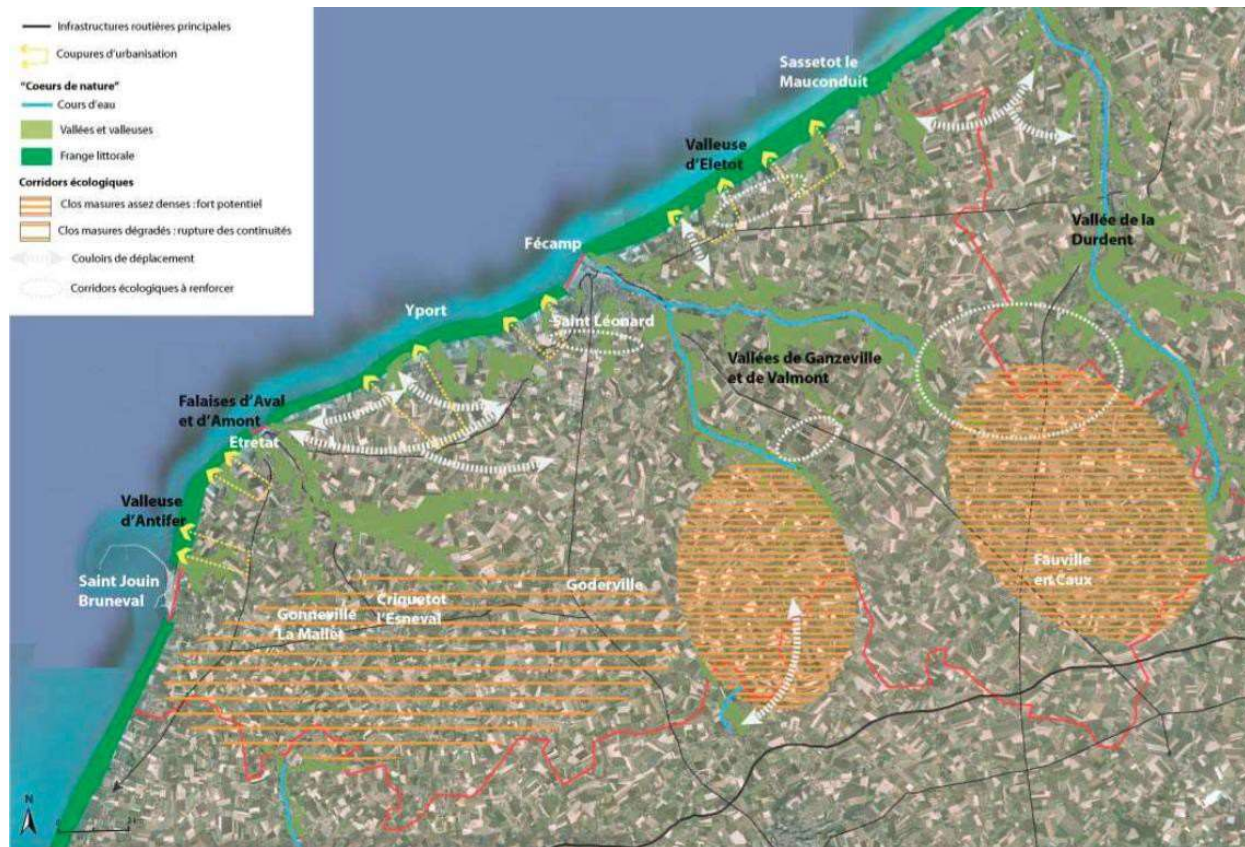 Infrastructures routières principales
Coupures d'urbanisation
"Coeurs de nature"
Cours d'eau
Vallées et valleuses
Frange littorale
Corridors écologiques
Clos masures assez denses : fort potentiel
Clos masures dégradés : rupture des continuités
Couloirs de déplacement
Corridors écologiques à renforcer
Sassetot le
Mauconduit
Valleuse
d'Eletot
Vallée de la
Durdent
Fécamp
Yport
Saint Léonard
Vallées de Ganzeville
et de Valmont
Falaises d'Aval
et d'Amont
Etretat
Valleuse
d'Antifer
Saint Jouin
Bruneval
Gonneville
La Mallet
Criquetot
l'Esneval
Goderville
Fauville
en Caux
N